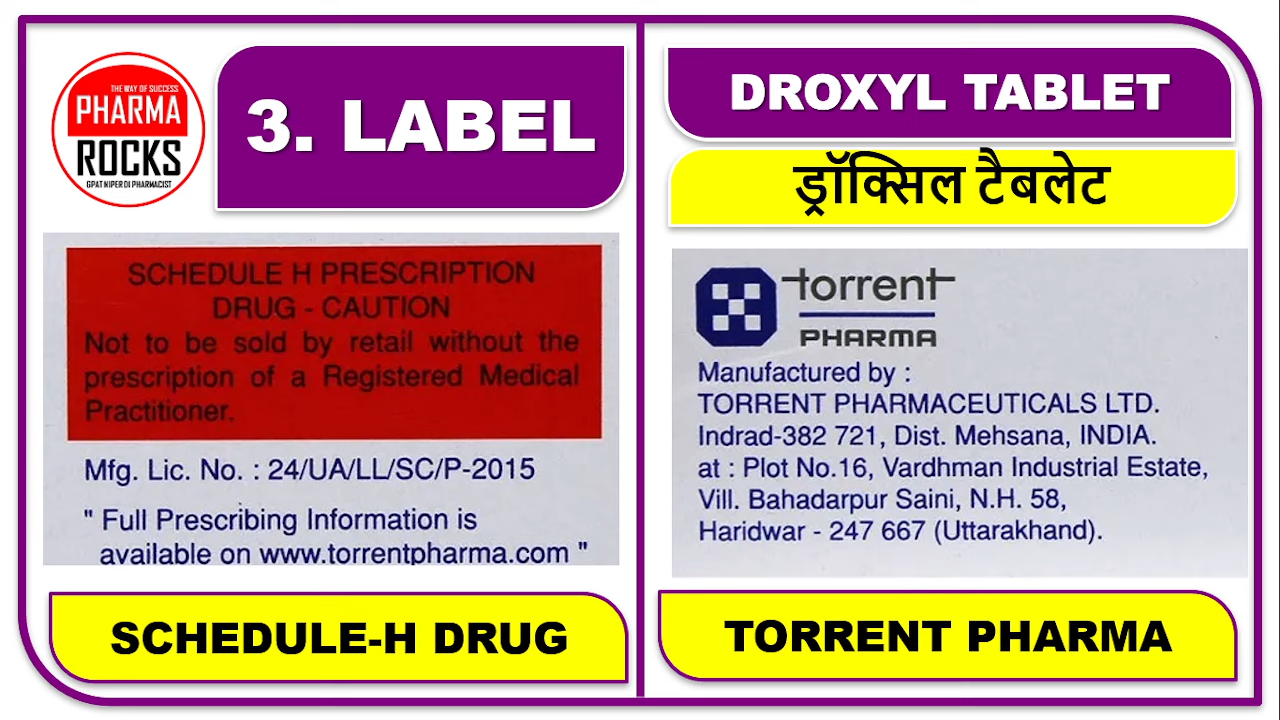 THE WAY OF SUCCESS
PHARMA
ROCKS
GPAT NIPER DI PHARMACIST
3. LABEL
SCHEDULE H PRESCRIPTION
DRUG - CAUTION
Not to be sold by retail without the
prescription of a Registered Medical
Practitioner.
Mfg. Lic. No. : 24/UA/LL/SC/P-2015
" Full Prescribing Information is
available on www.torrentpharma.com "
SCHEDULE-H DRUG
DROXYL TABLET
ड्रॉक्सिल टैबलेट
torrent
PHARMA
Manufactured by :
TORRENT PHARMACEUTICALS LTD.
Indrad-382 721, Dist. Mehsana, INDIA.
at : Plot No.16, Vardhman Industrial Estate,
Vill. Bahadarpur Saini, N.H. 58,
Haridwar - 247 667 (Uttarakhand).
TORRENT PHARMA